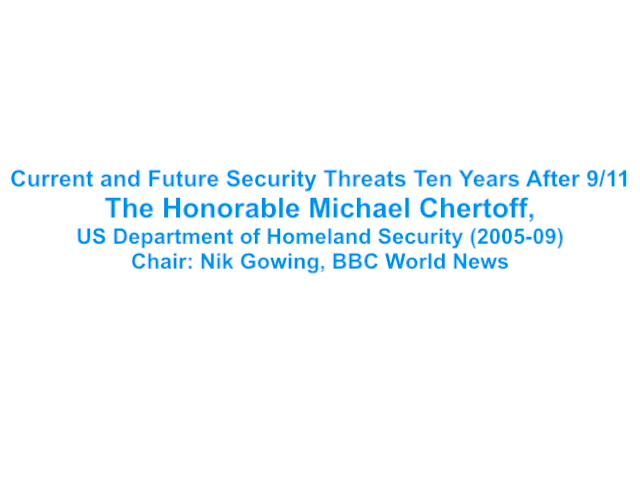 Current and Future Security Threats Ten Years After 9/11
The Honorable Michael Chertoff,
US Department of Homeland Security (2005-09)
Chair: Nik Gowing, BBC World News